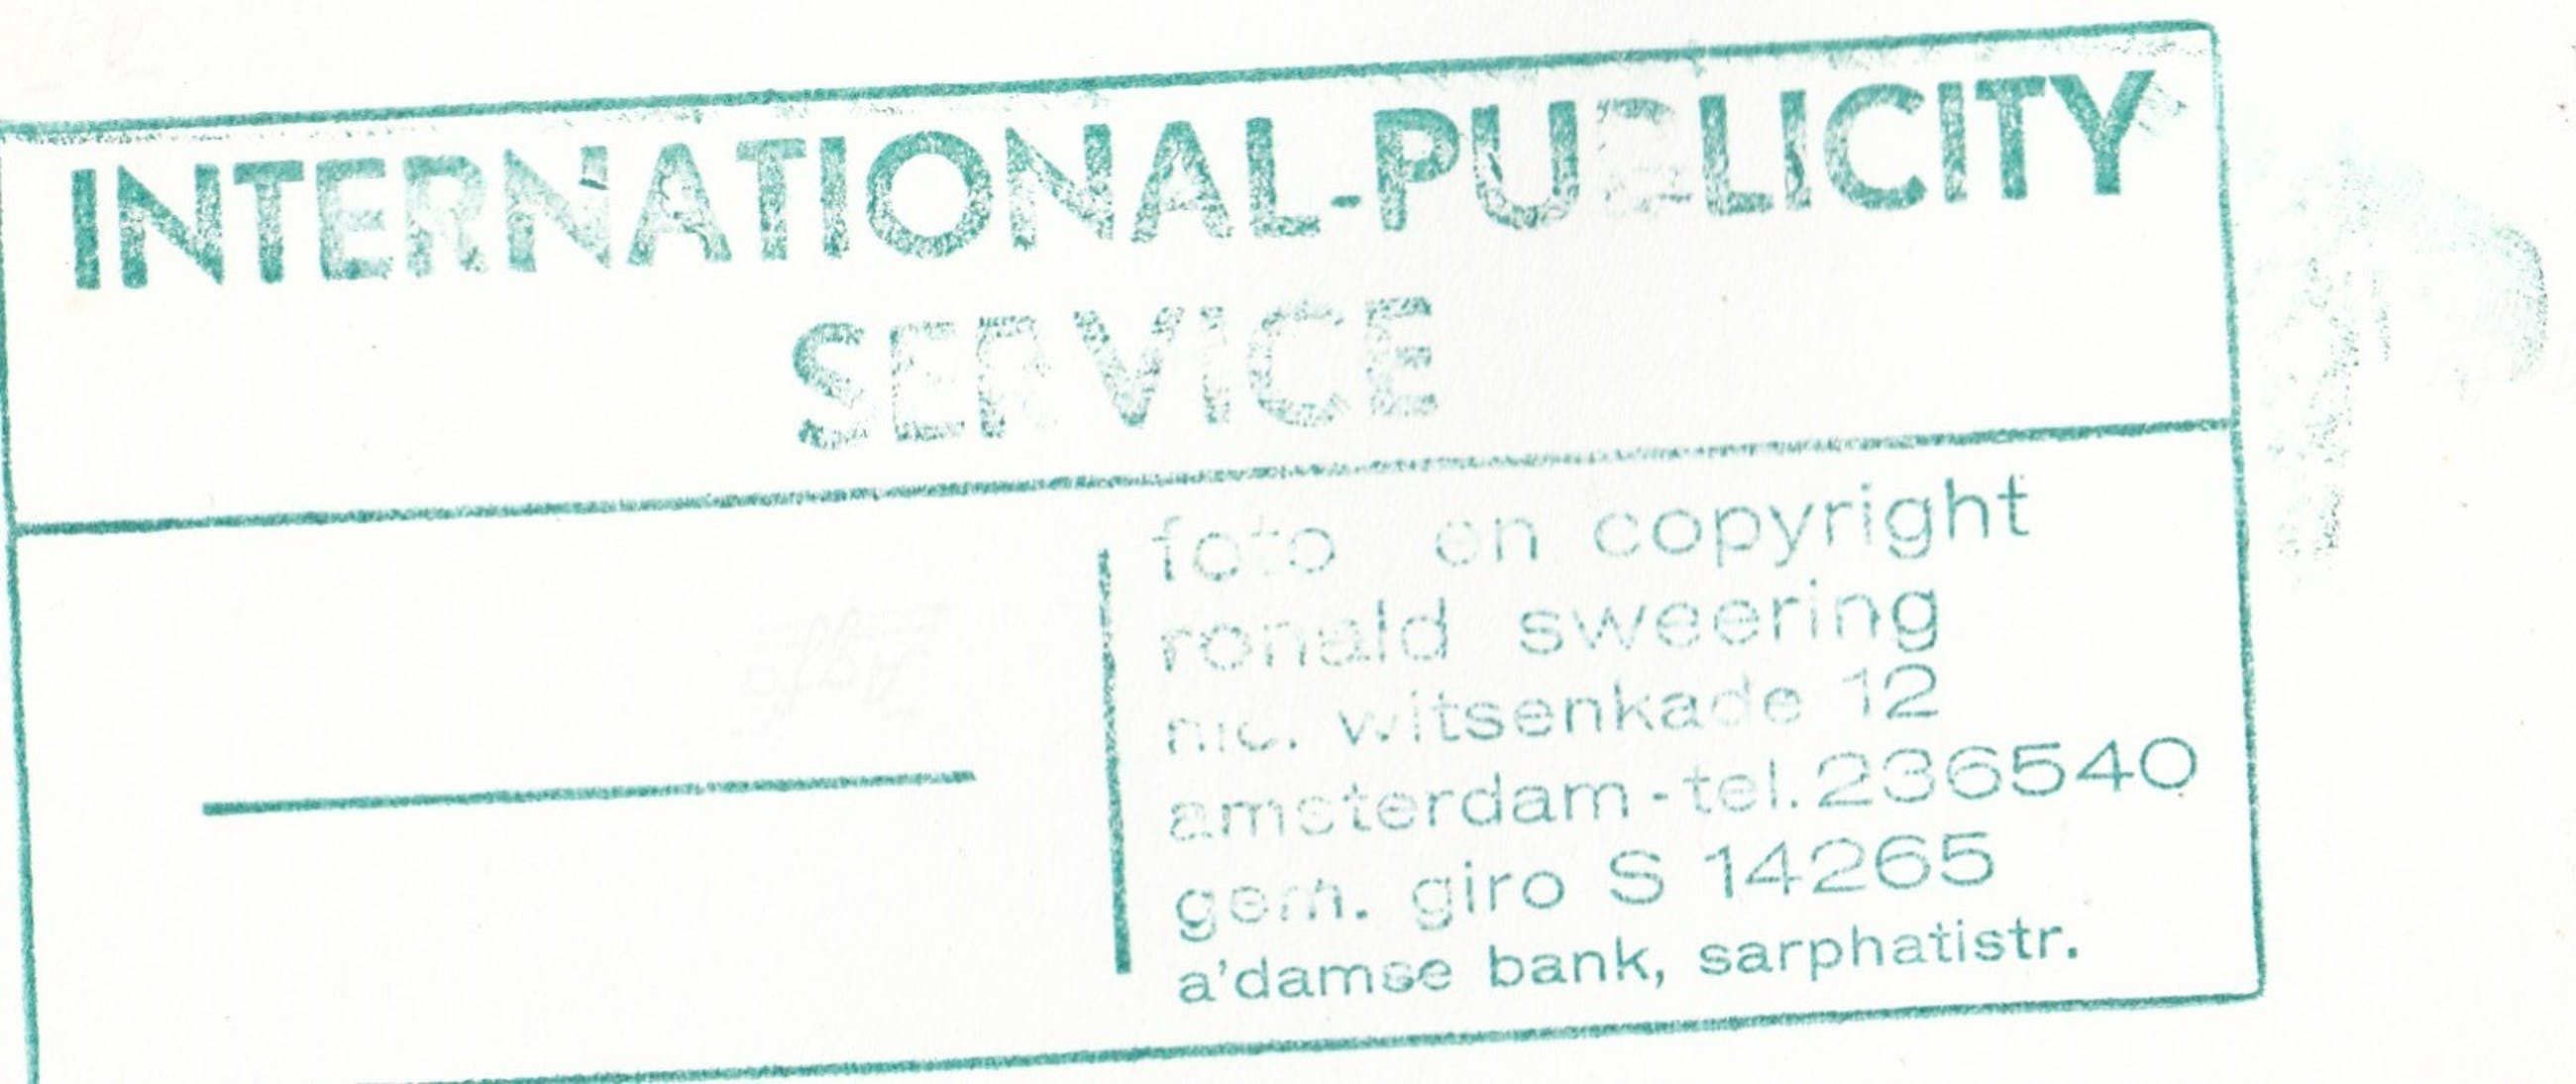 INTERNATIONAL-PUBLICITY
SERVICE
foto en copyright
ronald sweering
nic. witsenkade 12
amsterdam-tel. 236540
gem. giro S 14265
a'damse bank, sarphatistr.